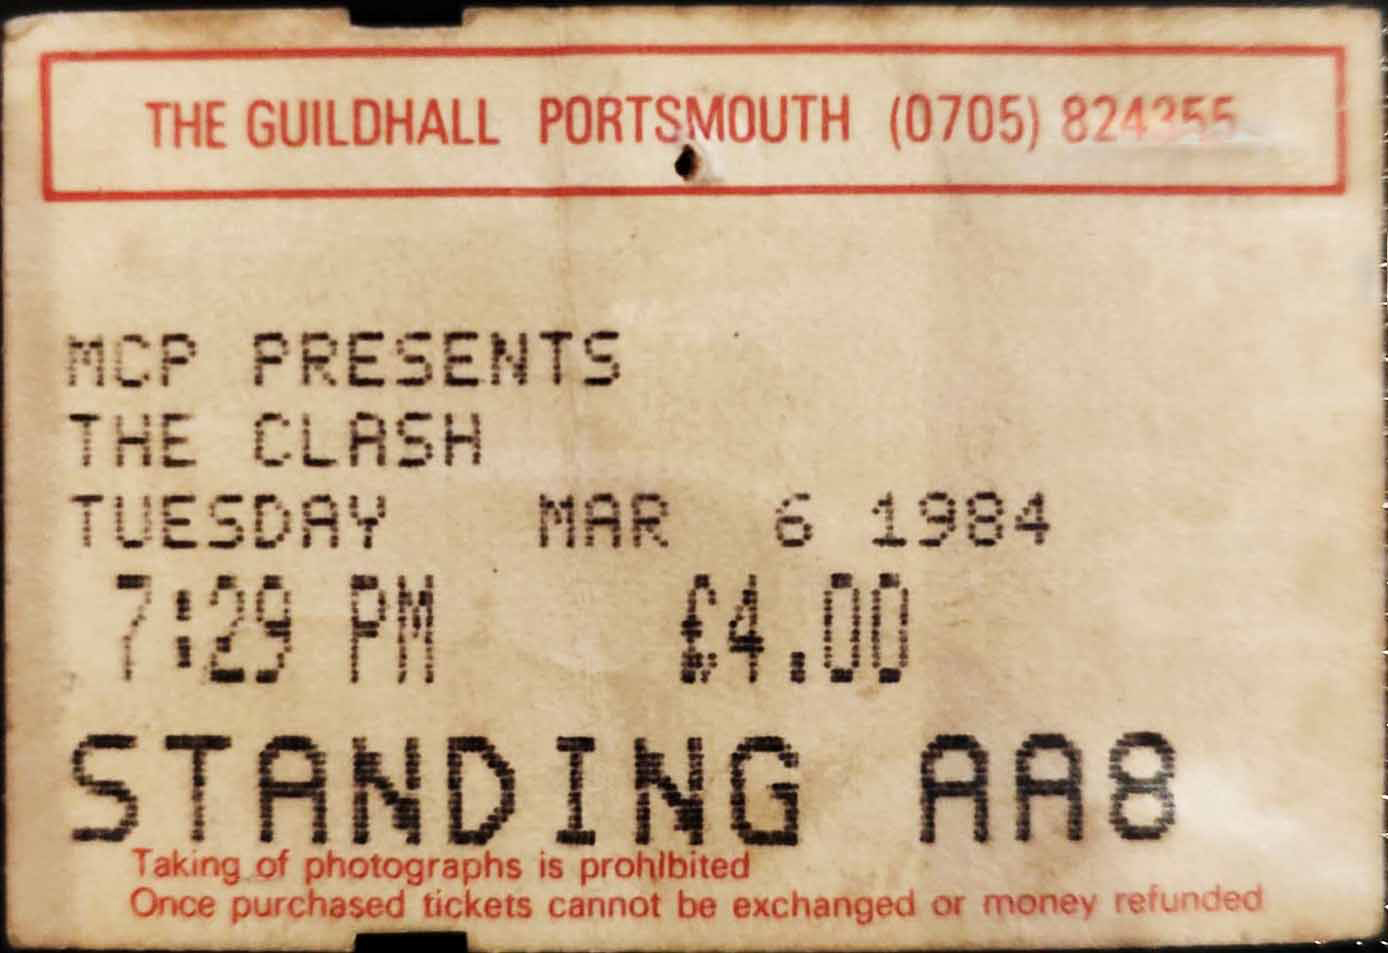 THE GUILDHALL PORTSMOUTH (0705) 824355
MCP PRESENTS
THE CLASH
TUESDAY MAR 6 1984
7:29 PM £4.00
STANDING AA8
Taking of photographs is prohibited
Once purchased tickets cannot be exchanged or money refunded